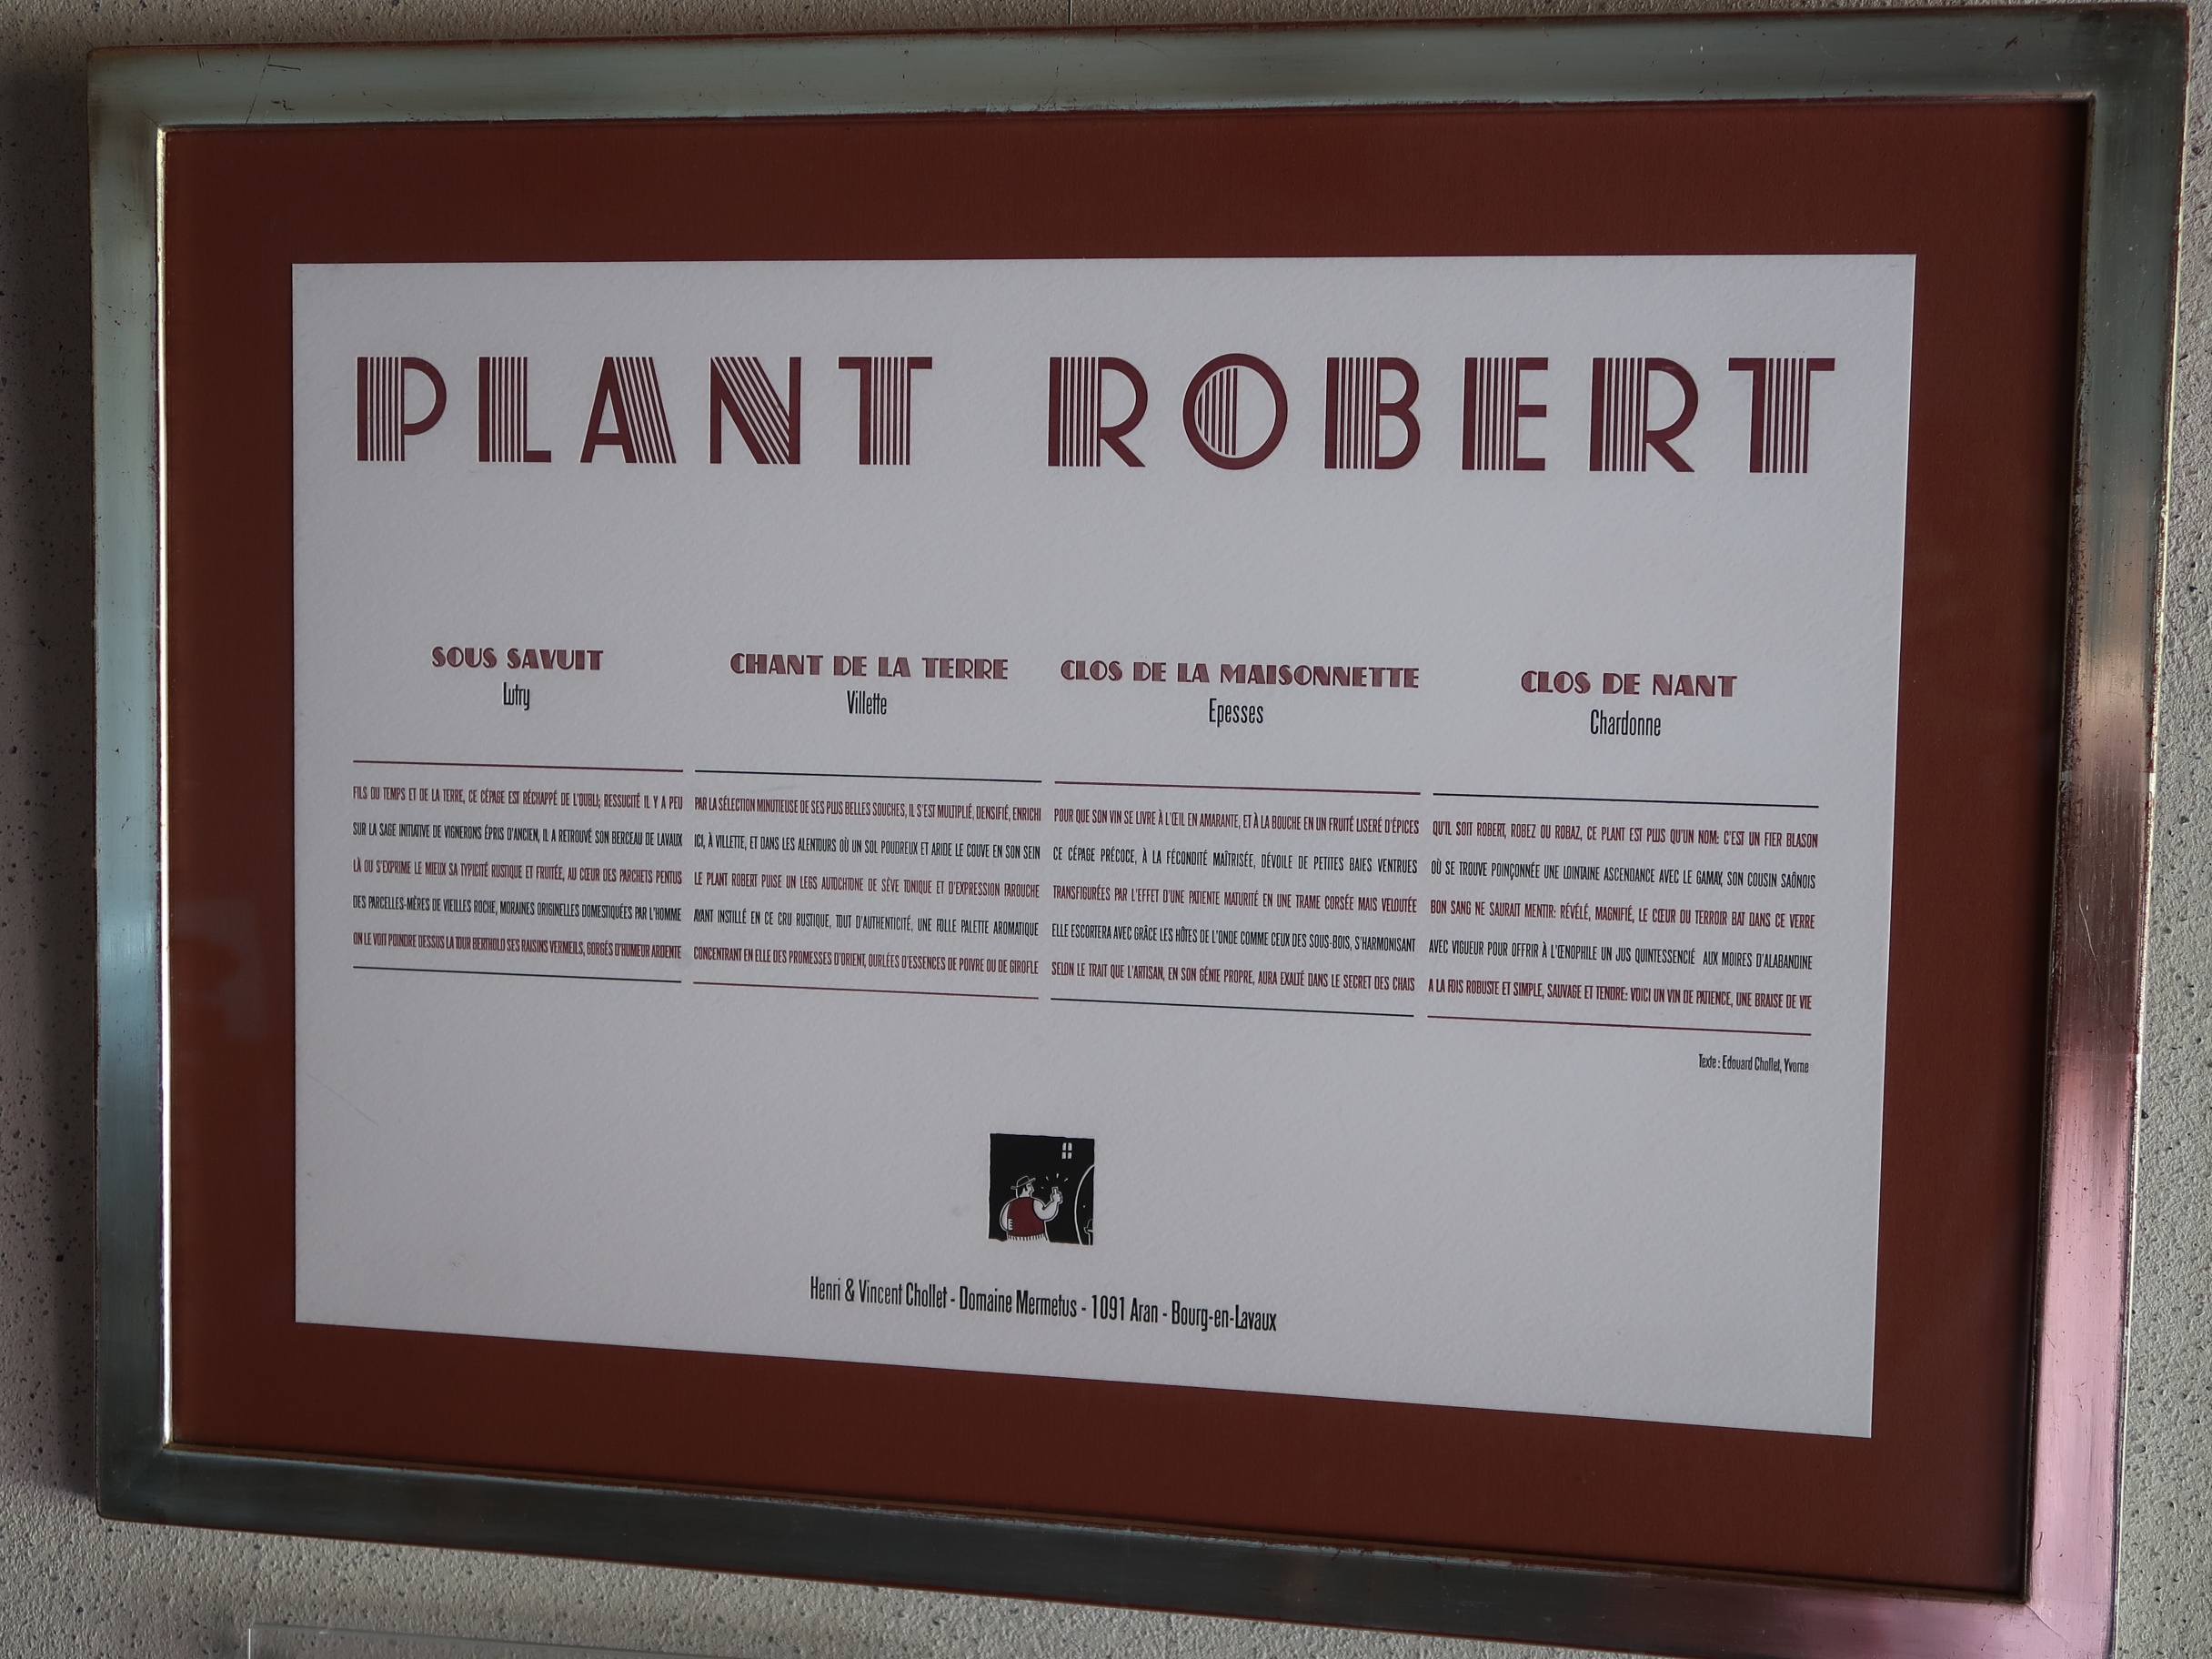 PLANT ROBERT
SOUS SAVUIT
Lutry
FILS DU TEMPS ET DE LA TERRE, CE CÉPAGE EST RÉCHAPPÉ DE L'OUBLI; RESSUCITÉ IL Y A PEU
SUR LA SAGE INITIATIVE DE VIGNERONS ÉPRIS D'ANCIEN, IL A RETROUVÉ SON BERCEAU DE LAVAUX
LÀ OU S'EXPRIME LE MIEUX SA TYPICITÉ RUSTIQUE ET FRUITÉE, AU CŒUR DES PARCHETS PENTUS
DES PARCELLES-MÈRES DE VIEILLES ROCHE, MORAINES ORIGINELLES DOMESTIQUÉES PAR L'HOMME
ON LE VOIT POINDRE DESSUS LA TOUR BERTHOLD SES RAISINS VERMEILS, GORGÉS D'HUMEUR ARDENTE
CHANT DE LA TERRE
Villette
PAR LA SÉLECTION MINUTIEUSE DE SES PLUS BELLES SOUCHES, IL S'EST MULTIPLIÉ, DENSIFIÉ, ENRICHI
ICI, À VILLETTE, ET DANS LES ALENTOURS OÙ UN SOL POUDREUX ET ARIDE LE COUVE EN SON SEIN
LE PLANT ROBERT PUISE UN LEGS AUTOCHTONE DE SÈVE TONIQUE ET D'EXPRESSION FAROUCHE
AYANT INSTILLÉ EN CE CRU RUSTIQUE, TOUT D'AUTHENTICITÉ, UNE FOLLE PALETTE AROMATIQUE
CONCENTRANT EN ELLE DES PROMESSES D'ORIENT, OURLÉES D'ESSENCES DE POIVRE OU DE GIROFLE
CLOS DE LA MAISONNETTE
Epesses
POUR QUE SON VIN SE LIVRE À L'ŒIL EN AMARANTE, ET À LA BOUCHE EN UN FRUITÉ LISERÉ D'ÉPICES
CE CÉPAGE PRÉCOCE, À LA FÉCONDITÉ MAÎTRISÉE, DÉVOILE DE PETITES BAIES VENTRUES
TRANSFIGURÉES PAR L'EFFET D'UNE PATIENTE MATURITÉ EN UNE TRAME CORSÉE MAIS VELOUTÉE
ELLE ESCORTERA AVEC GRÂCE LES HÔTES DE L'ONDE COMME CEUX DES SOUS-BOIS, S'HARMONISANT
SELON LE TRAIT QUE L'ARTISAN, EN SON GÉNIE PROPRE, AURA EXALTÉ DANS LE SECRET DES CHAIS
CLOS DE NANT
Chardonne
QU'IL SOIT ROBERT, ROBEZ OU ROBAZ, CE PLANT EST PLUS QU'UN NOM: C'EST UN FIER BLASON
OÙ SE TROUVE POINÇONNÉE UNE LOINTAINE ASCENDANCE AVEC LE GAMAY, SON COUSIN SAÔNOIS
BON SANG NE SAURAIT MENTIR: RÉVÉLÉ, MAGNIFIÉ, LE CŒUR DU TERROIR BAT DANS CE VERRE
AVEC VIGUEUR POUR OFFRIR À L'ŒNOPHILE UN JUS QUINTESSENCIÉ AUX MOIRES D'ALABANDINE
A LA FOIS ROBUSTE ET SIMPLE, SAUVAGE ET TENDRE: VOICI UN VIN DE PATIENCE, UNE BRAISE DE VIE
Texte : Edouard Chollet, Yvorne
Henri & Vincent Chollet - Domaine Mermetus - 1091 Aran - Bourg-en-Lavaux